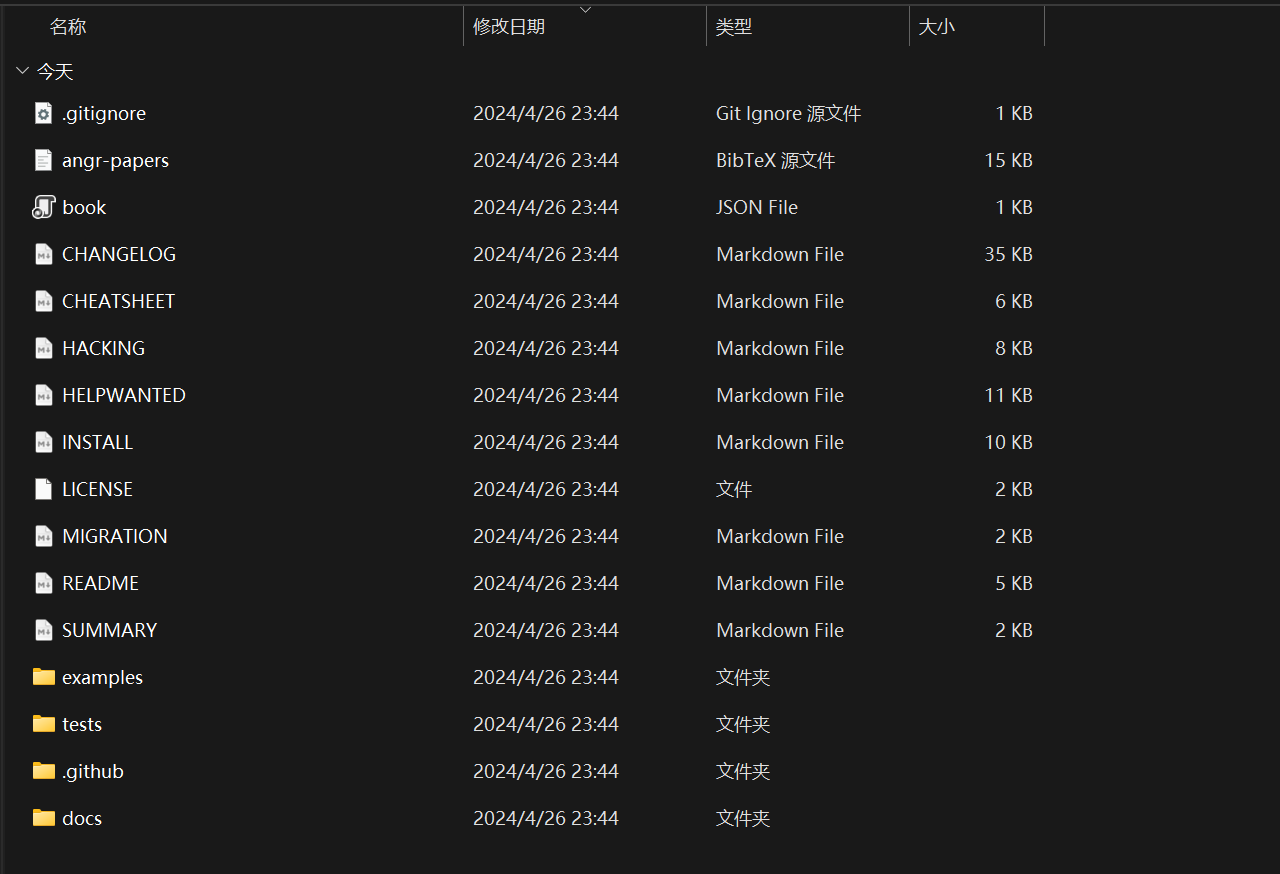 名称 修改日期 类型 大小
今天
.gitignore 2024/4/26 23:44 Git Ignore 源文件 1 KB
angr-papers 2024/4/26 23:44 BibTeX 源文件 15 KB
book 2024/4/26 23:44 JSON File 1 KB
CHANGELOG 2024/4/26 23:44 Markdown File 35 KB
CHEATSHEET 2024/4/26 23:44 Markdown File 6 KB
HACKING 2024/4/26 23:44 Markdown File 8 KB
HELPWANTED 2024/4/26 23:44 Markdown File 11 KB
INSTALL 2024/4/26 23:44 Markdown File 10 KB
LICENSE 2024/4/26 23:44 文件 2 KB
MIGRATION 2024/4/26 23:44 Markdown File 2 KB
README 2024/4/26 23:44 Markdown File 5 KB
SUMMARY 2024/4/26 23:44 Markdown File 2 KB
examples 2024/4/26 23:44 文件夹
tests 2024/4/26 23:44 文件夹
.github 2024/4/26 23:44 文件夹
docs 2024/4/26 23:44 文件夹